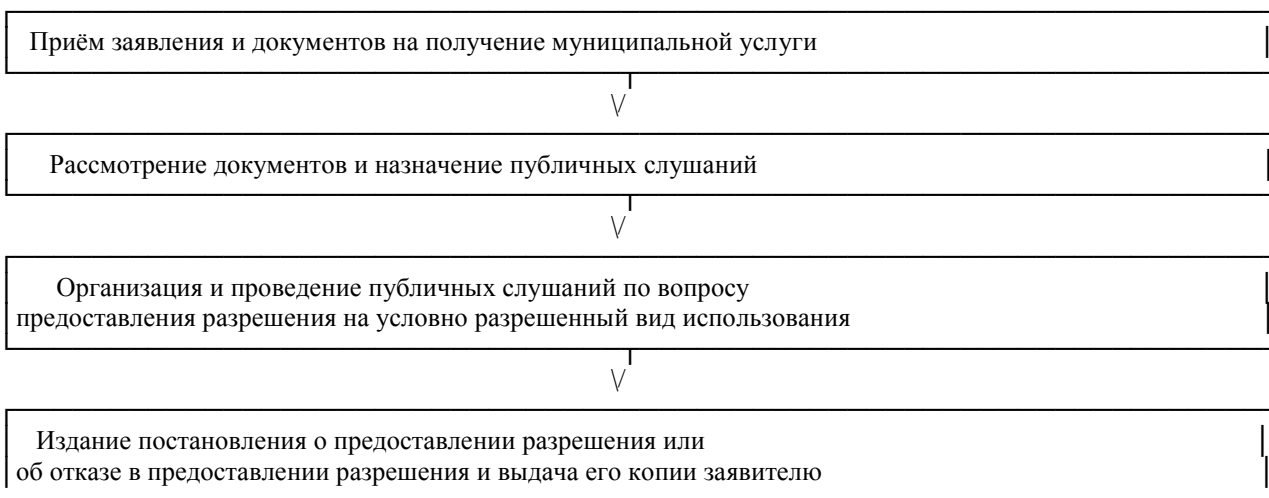 Приём заявления и документов на получение муниципальной услуги
Рассмотрение документов и назначение публичных слушаний
Организация и проведение публичных слушаний по вопросу
предоставления разрешения на условно разрешенный вид использования
Издание постановления о предоставлении разрешения или
об отказе в предоставлении разрешения и выдача его копии заявителю